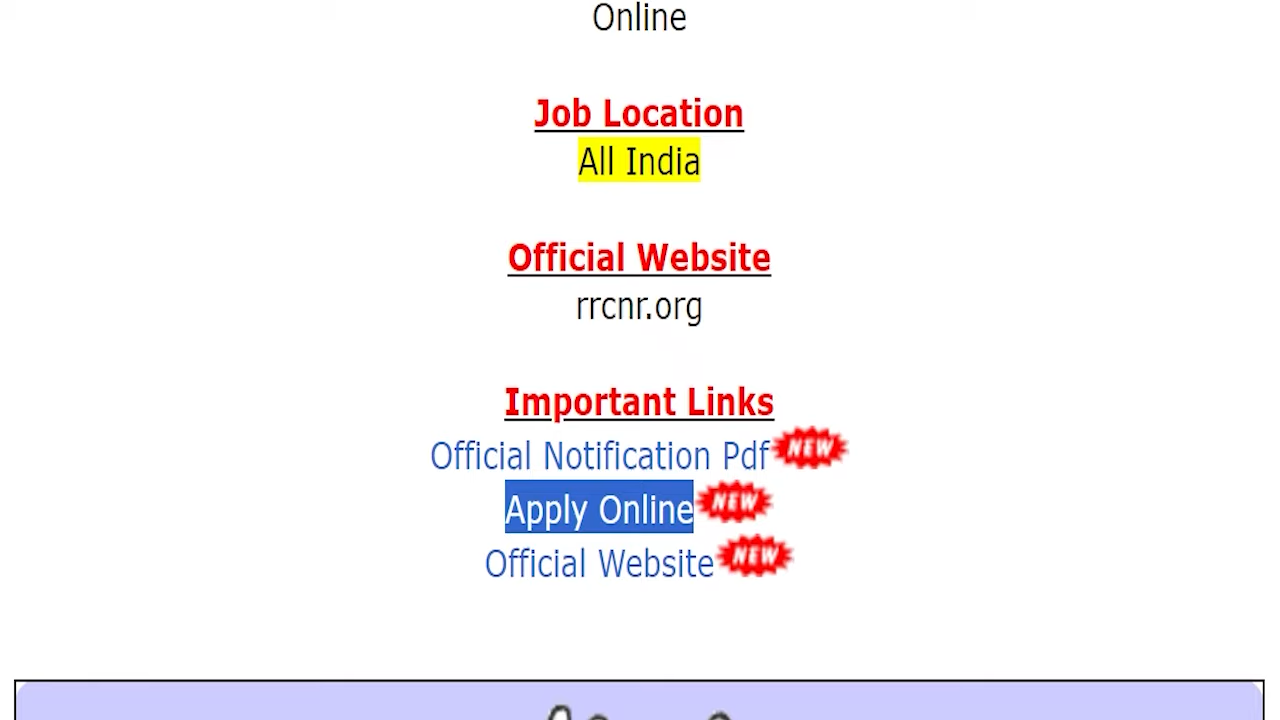 Online
Job Location
All India
Official Website
rrcnr.org
Important Links
Official Notification Pdf NEW
Apply Online NEW
Official Website NEW